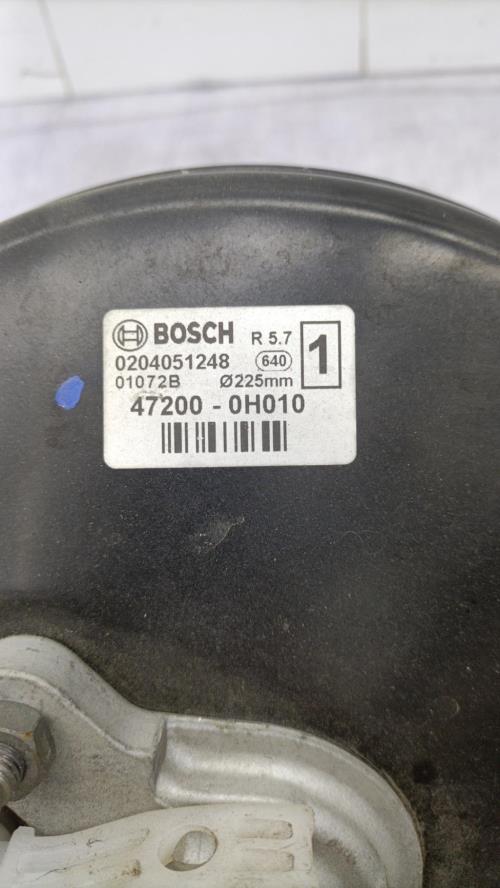 BOSCH R 5.7 1
0204051248 640
01072B Ø225mm
47200 - 0H010